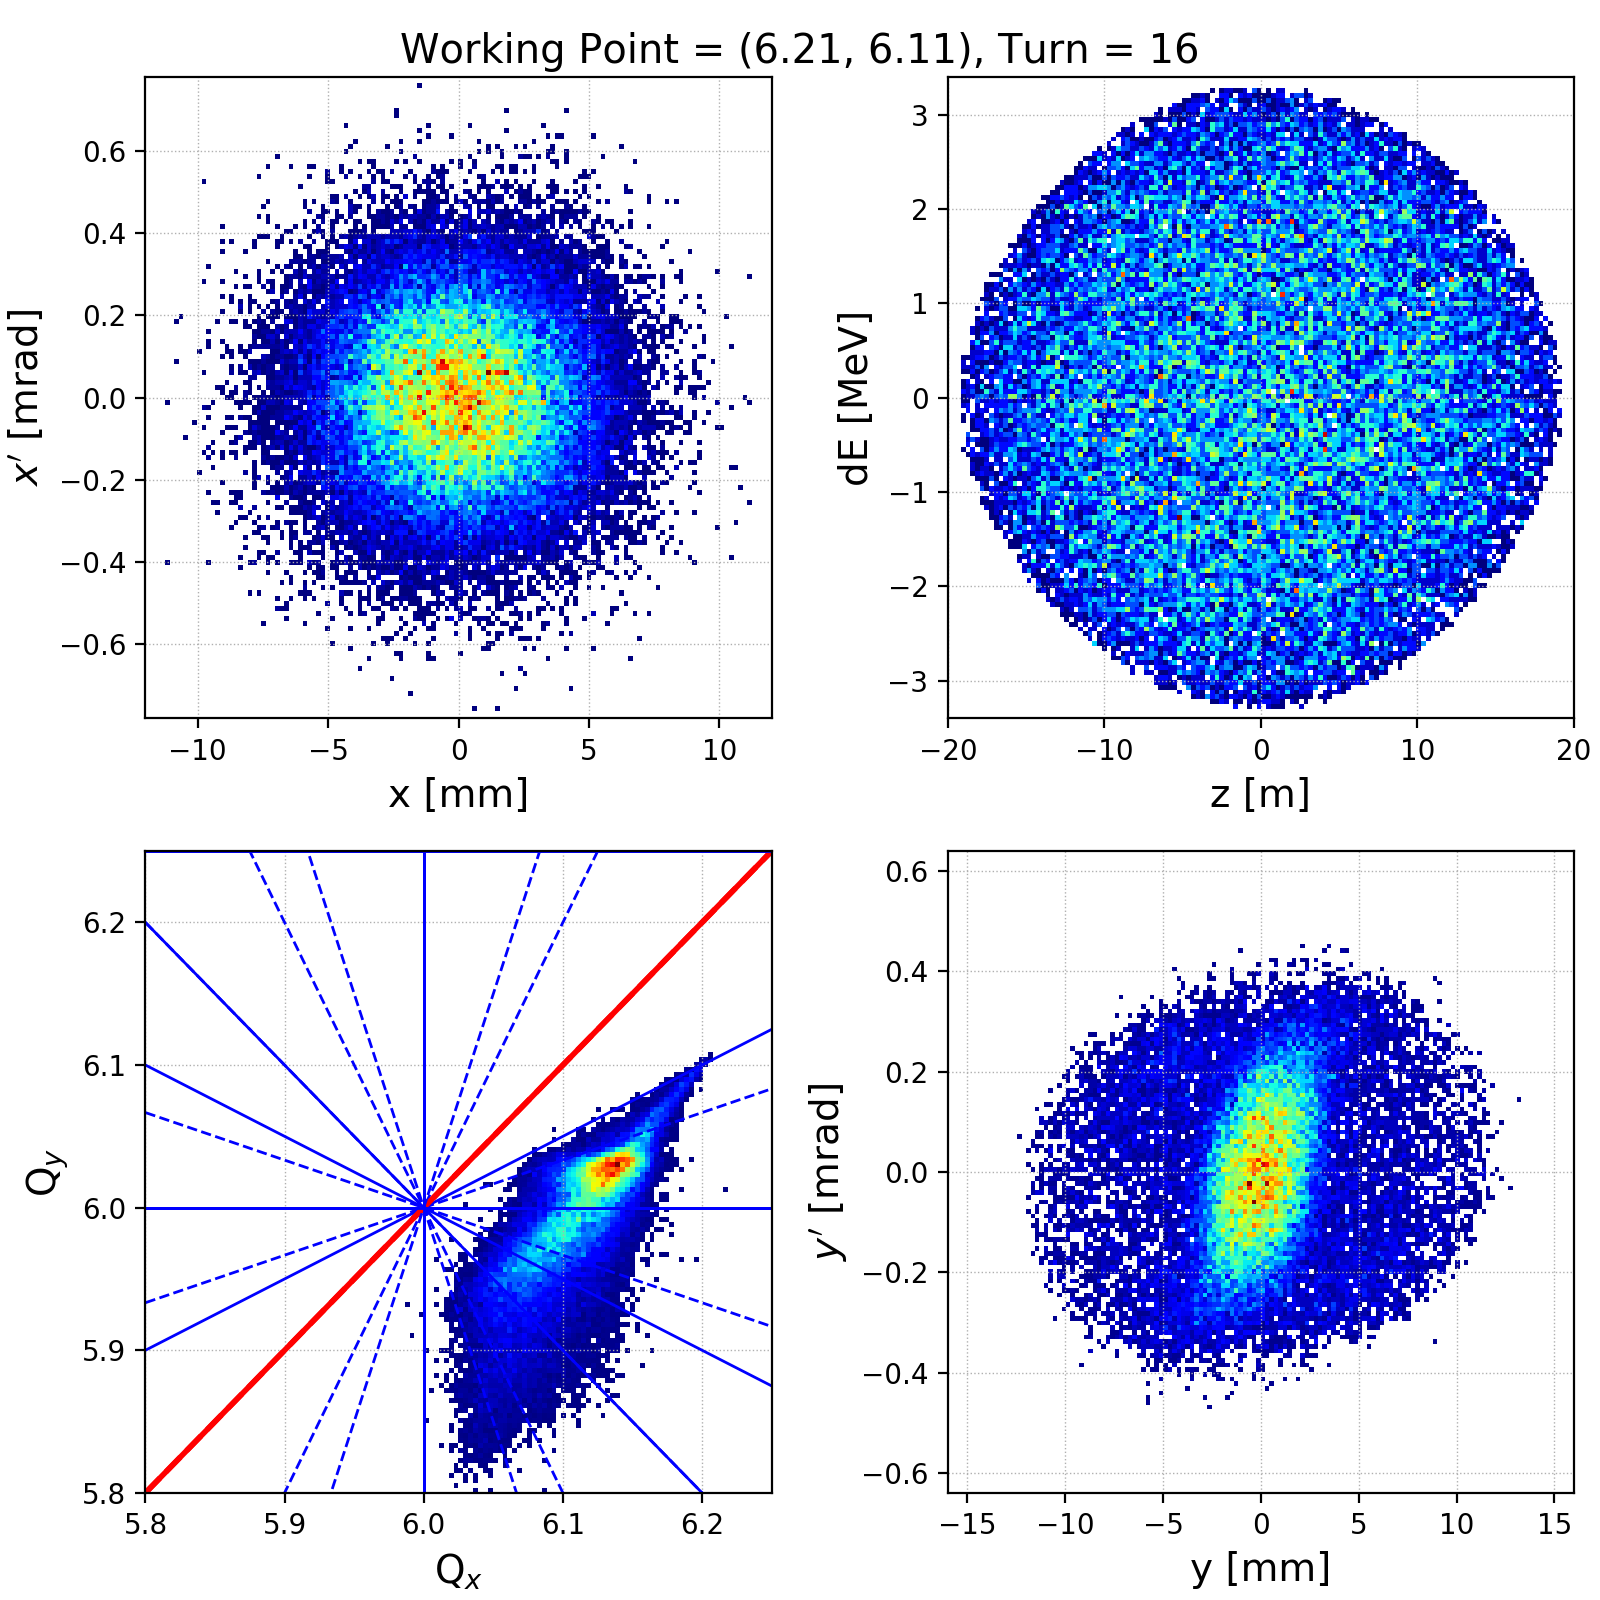 Working Point = (6.21, 6.11), Turn = 16
0.6
0.4
0.2
0.0
−0.2
−0.4
−0.6
x′ [mrad]
−10 −5 0 5 10
x [mm]
3
2
1
0
−1
−2
−3
dE [MeV]
−20 −10 0 10 20
z [m]
6.2
6.1
6.0
5.9
5.8
Qy
5.8 5.9 6.0 6.1 6.2
Qx
0.6
0.4
0.2
0.0
−0.2
−0.4
−0.6
y′ [mrad]
−15 −10 −5 0 5 10 15
y [mm]